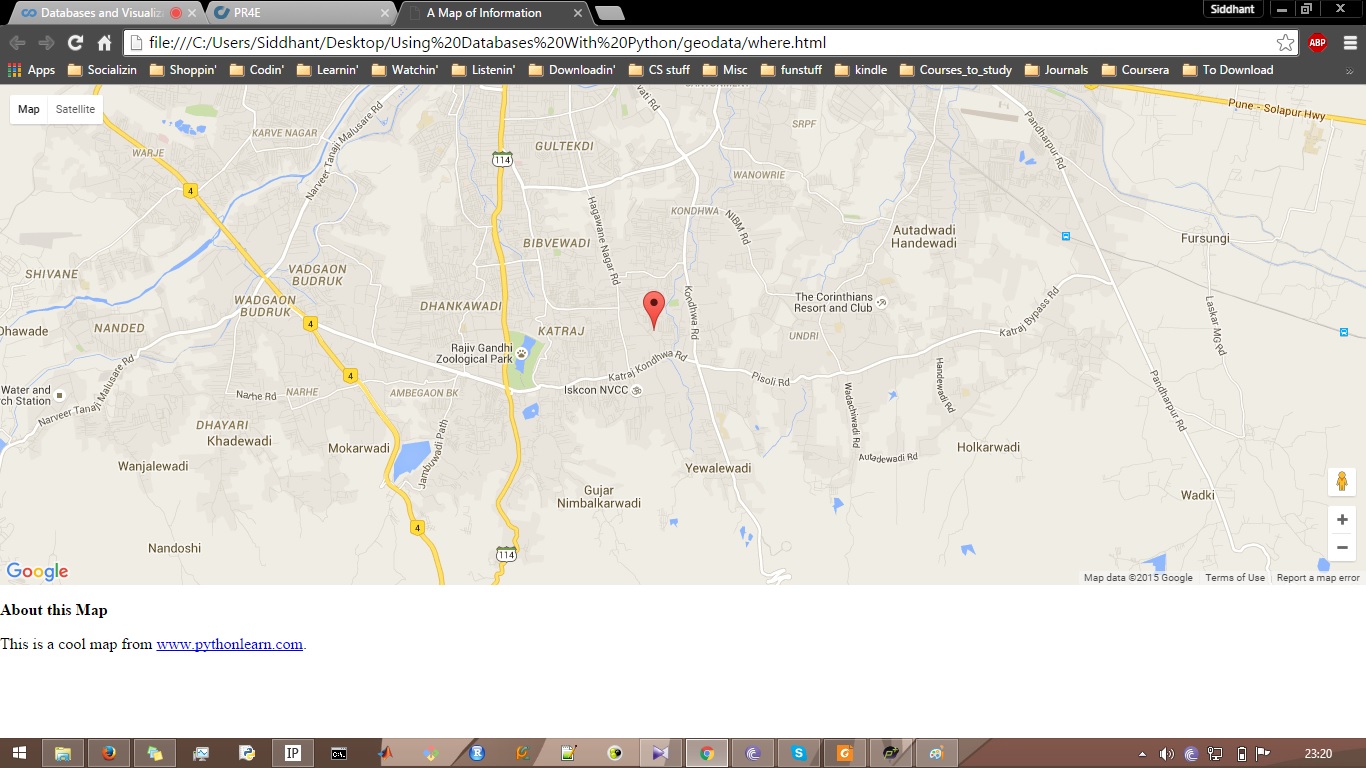 Databases and Visualiz
PR4E
A Map of Information
Siddhant
file:///C:/Users/Siddhant/Desktop/Using%20Databases%20With%20Python/geodata/where.html
ABP
Apps
Socializin
Shoppin'
Codin'
Learnin'
Watchin'
Listenin'
Downloadin'
CS stuff
Misc
funstuff
kindle
Courses_to_study
Journals
Coursera
To Download
Map
Satellite
Pune - Solapur Hwy
KARVE NAGAR
WARJE
Narveer Tanaji Malusare Rd
GULTEKDI
SRPF
WANOWRIE
Pandharpur Rd
114
4
Hagawane Nagar Rd
KONDHWA
NIBM Rd
BIBVEWADI
Autadwadi
Handewadi
Fursungi
SHIVANE
VADGAON
BUDRUK
WADGAON
BUDRUK
DHANKAWADI
Kondhwa Rd
The Corinthians
Resort and Club
Katraj Bypass Rd
Laskar MG Rd
Dhawade
NANDED
4
KATRAJ
UNDRI
Rajiv Gandhi
Zoological Park
Katraj Kondhwa Rd
Pisoli Rd
Handewadi Rd
Pandharpur Rd
4
Water and
rch Station
Narveer Tanaji Malusare Rd
Narhe Rd
NARHE
AMBEGAON BK
Iskcon NVCC
Wadachiwadi Rd
DHAYARI
Khadewadi
Mokarwadi
Jambuwadi Path
Autadewadi Rd
Holkarwadi
Wanjalewadi
Yewalewadi
Gujar
Nimbalkarwadi
Wadki
4
Nandoshi
114
Google
Map data ©2015 Google
Terms of Use
Report a map error
About this Map
This is a cool map from www.pythonlearn.com.
IP
C:\.
R
S
G
23:20